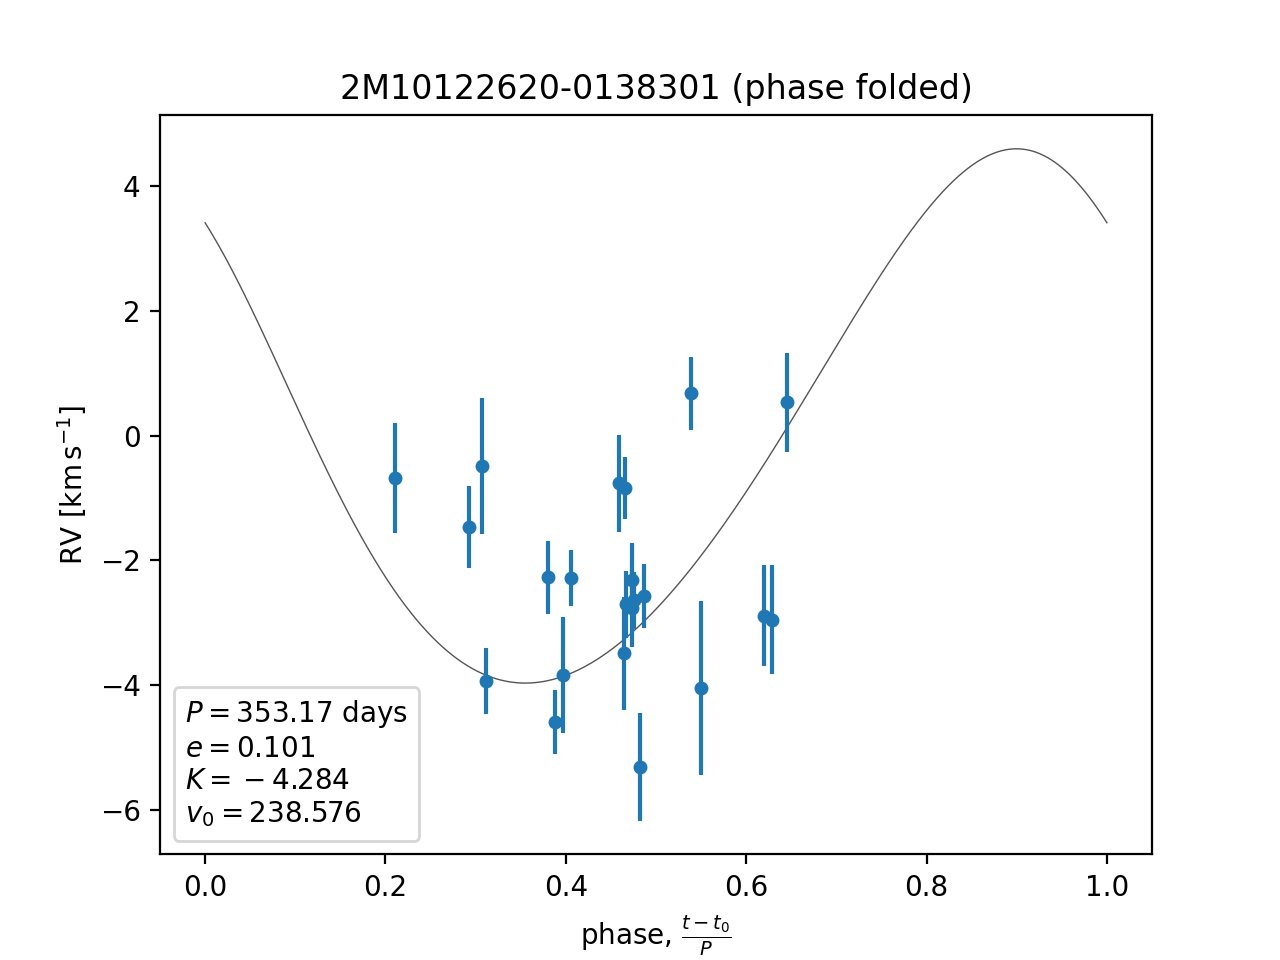 2M10122620-0138301 (phase folded)
RV [km s⁻¹]
4
2
0
−2
−4
−6
P = 353.17 days
e = 0.101
K = −4.284
v₀ = 238.576
0.0 0.2 0.4 0.6 0.8 1.0
phase, (t − t₀)/P